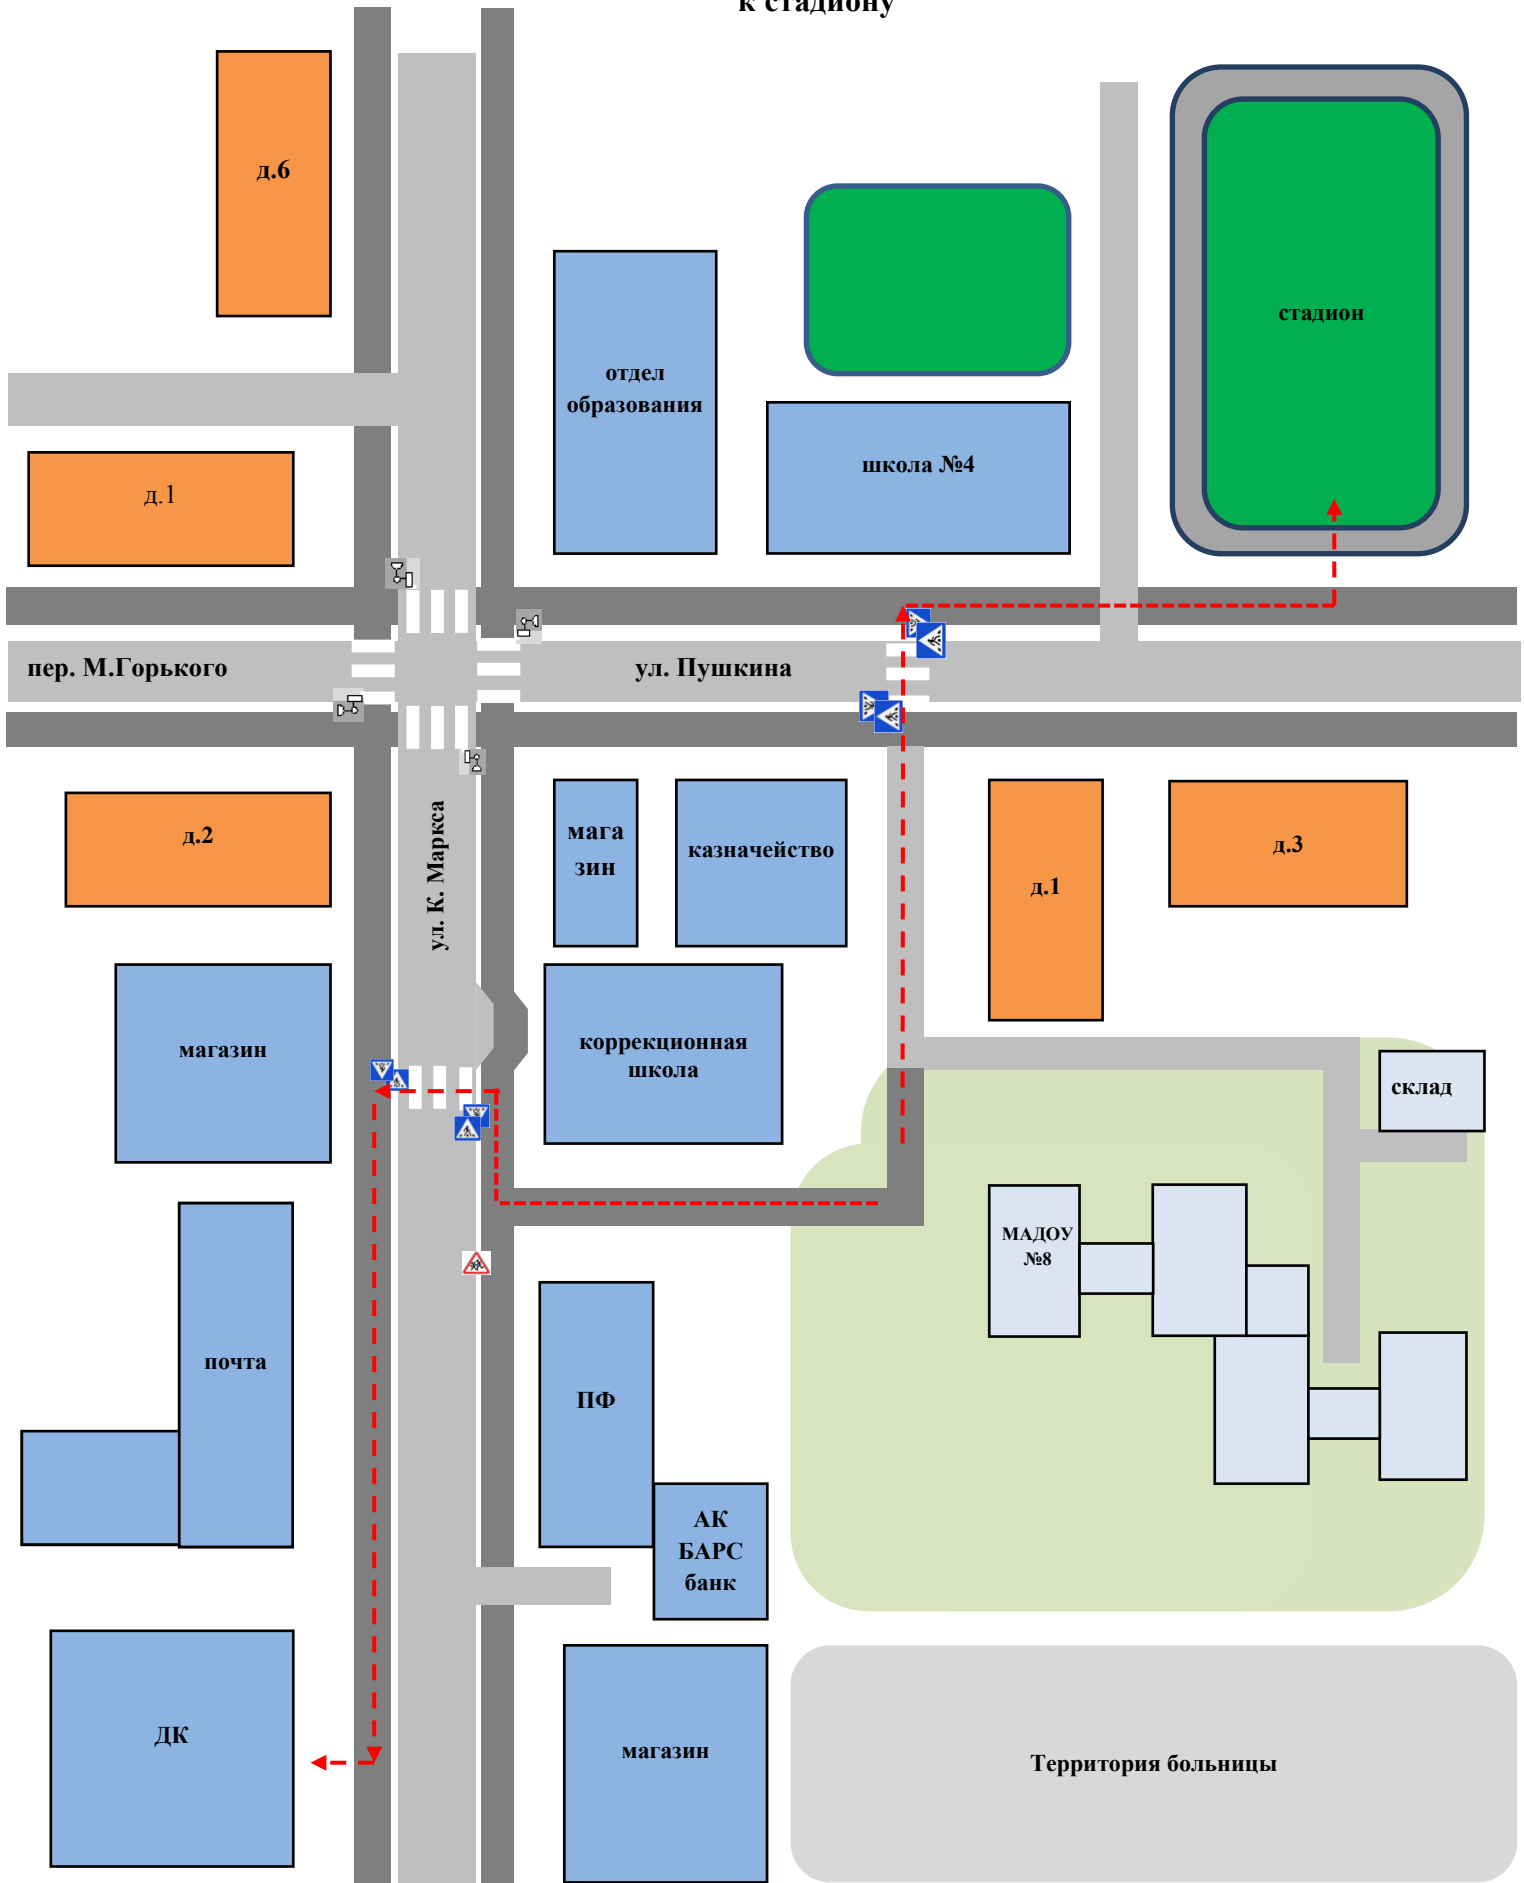 к стадиону
д.6
стадион
отдел
образования
школа №4
д.1
пер. М.Горького
ул. Пушкина
ул. К. Маркса
д.2
мага
зин
казначейство
д.1
д.3
магазин
коррекционная
школа
склад
МАДОУ
№8
почта
ПФ
АК
БАРС
банк
ДК
магазин
Территория больницы